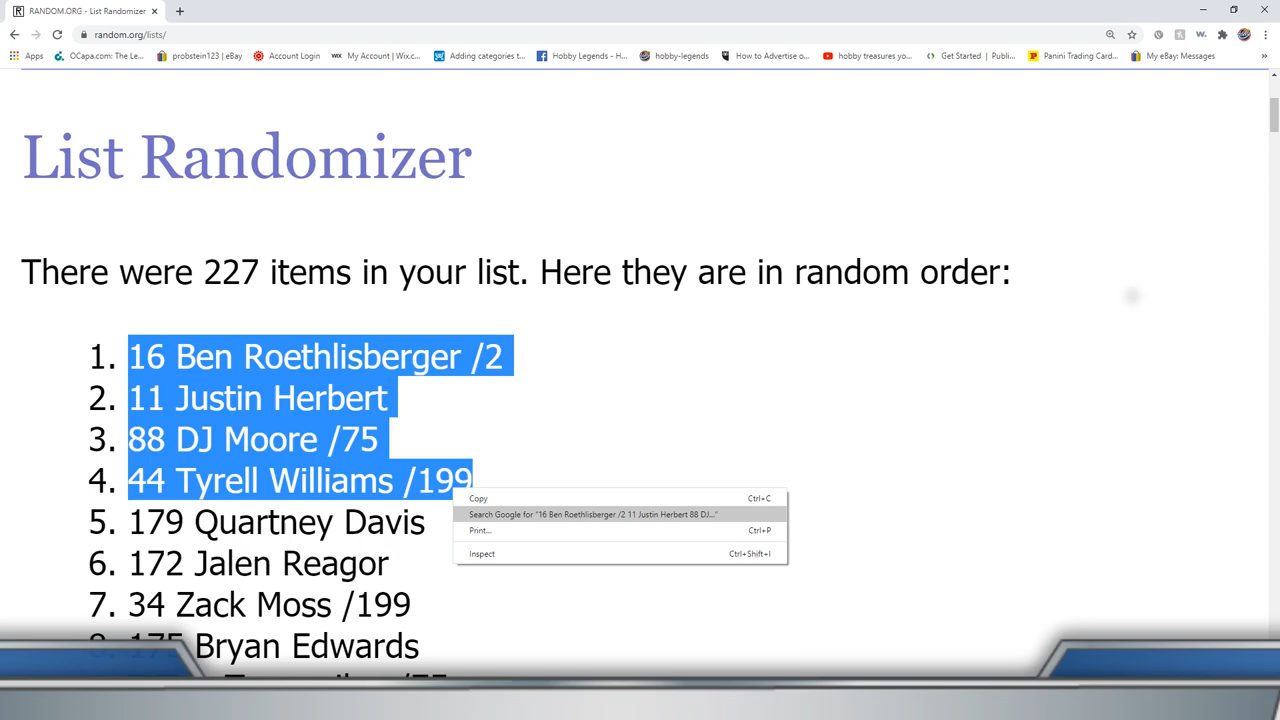 RANDOM.ORG - List Randomizer
random.org/lists/
Apps
OCapa.com: The Le...
probstein123 | eBay
Account Login
WIX My Account | Wix.c...
Adding categories t...
Facebook | Hobby Legends - H...
hobby-legends
How to Advertise o...
hobby treasures yo...
Get Started | Publi...
Panini Trading Card...
My eBay: Messages
List Randomizer
There were 227 items in your list. Here they are in random order:
1. 16 Ben Roethlisberger /2
2. 11 Justin Herbert
3. 88 DJ Moore /75
4. 44 Tyrell Williams /199
Copy Ctrl+C
Search Google for "16 Ben Roethlisberger /2 11 Justin Herbert 88 DJ..."
Print... Ctrl+P
Inspect Ctrl+Shift+I
5. 179 Quartney Davis
6. 172 Jalen Reagor
7. 34 Zack Moss /199
8. 175 Bryan Edwards